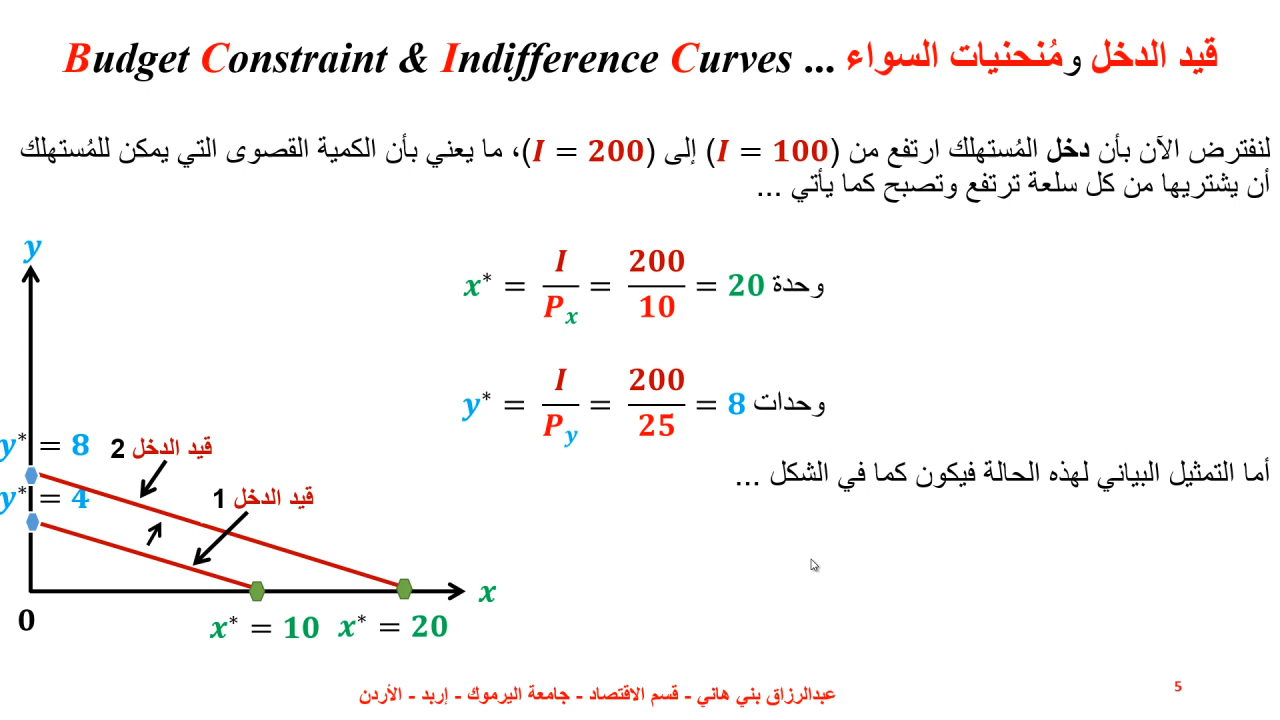 Budget Constraint & Indifference Curves ... قيد الدخل ومُنحنيات السواء
لنفترض الآن بأن دخل المُستهلك ارتفع من (I = 100) إلى (I = 200)، ما يعني بأن الكمية القصوى التي يمكن للمُستهلك
أن يشتريها من كل سلعة ترتفع وتصبح كما يأتي ...
x* = I / Px = 200 / 10 = 20 وحدة
y* = I / Py = 200 / 25 = 8 وحدات
أما التمثيل البياني لهذه الحالة فيكون كما في الشكل ...
y
y* = 8
قيد الدخل 2
y* = 4
قيد الدخل 1
x
0
x* = 10
x* = 20
عبدالرزاق بني هاني - قسم الاقتصاد - جامعة اليرموك - إربد - الأردن
5